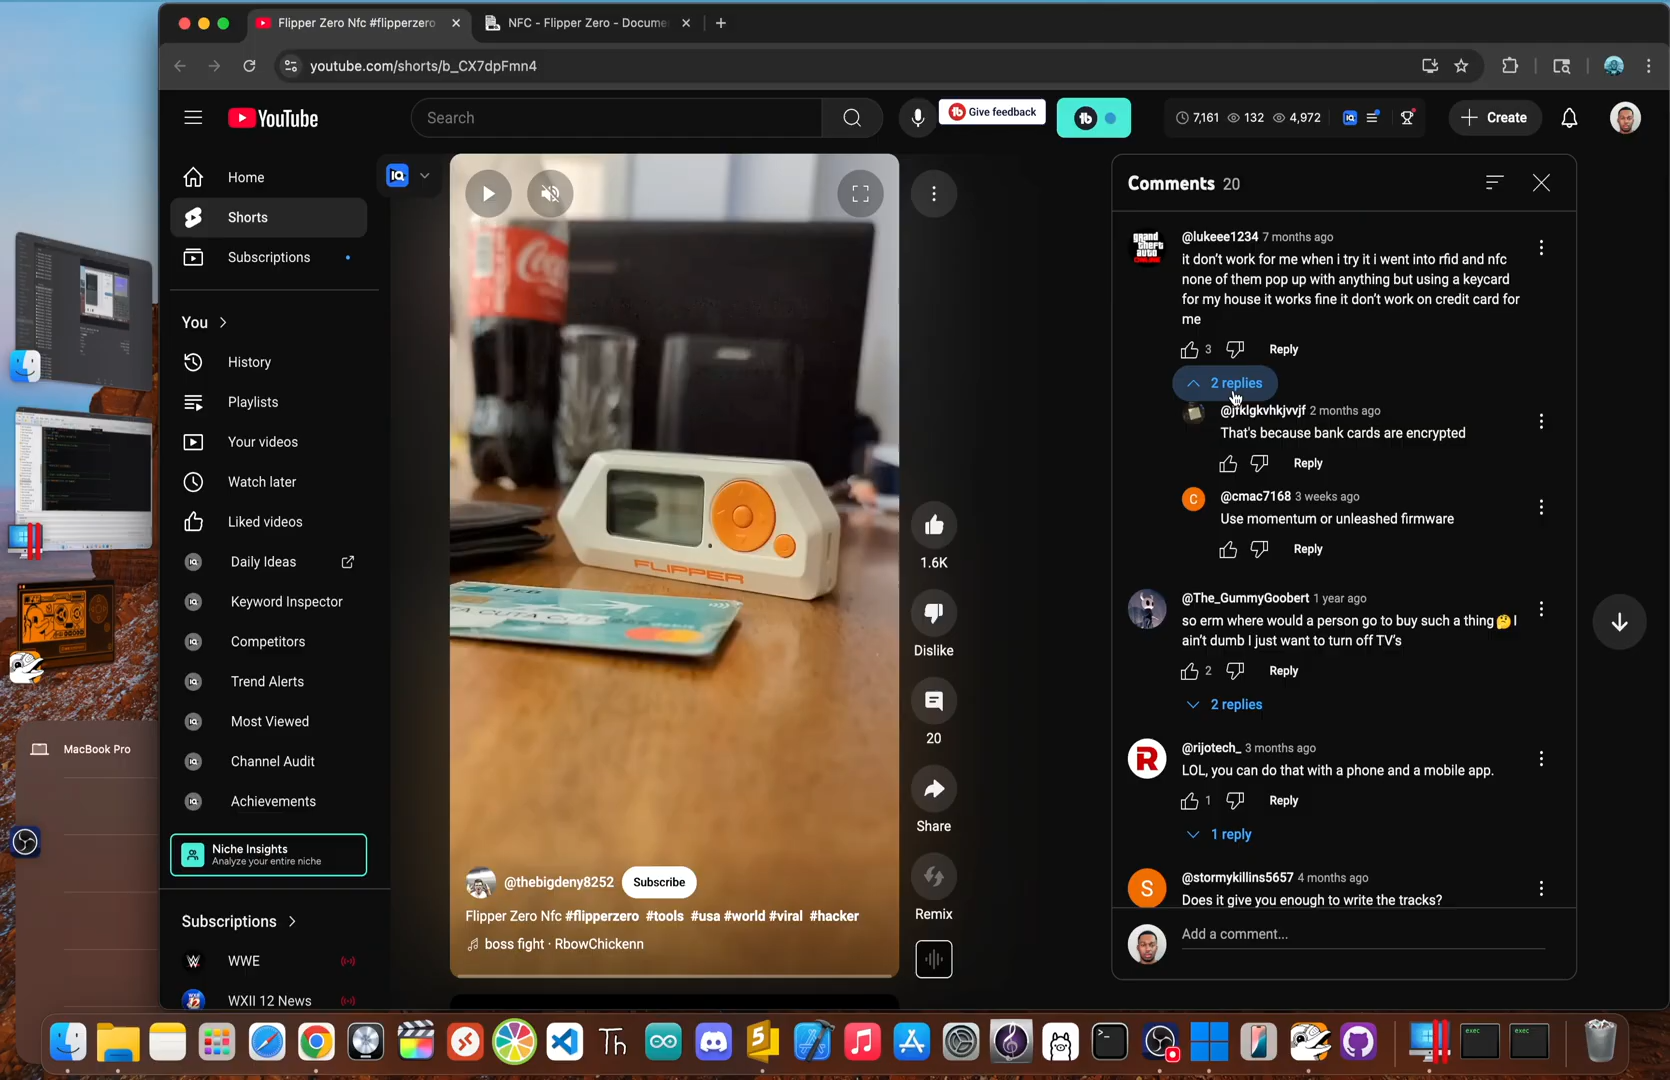 Flipper Zero Nfc #flipperzero
NFC - Flipper Zero - Docume
youtube.com/shorts/b_CX7dpFmn4
YouTube
Search
Give feedback
7,161
132
4,972
Create
Home
Shorts
Subscriptions
You
History
Playlists
Your videos
Watch later
Liked videos
Daily Ideas
Keyword Inspector
Competitors
Trend Alerts
Most Viewed
Channel Audit
Achievements
Niche Insights
Analyze your entire niche
Subscriptions
WWE
WXII 12 News
MacBook Pro
IQ
FLIPPER
TEB
@thebigdeny8252
Subscribe
Flipper Zero Nfc #flipperzero #tools #usa #world #viral #hacker
boss fight · RbowChickenn
1.6K
Dislike
20
Share
Remix
Comments 20
@lukeee1234 7 months ago
it don’t work for me when i try it i went into rfid and nfc
none of them pop up with anything but using a keycard
for my house it works fine it don’t work on credit card for
me
3
Reply
2 replies
@jfklgkvhkjvvjf 2 months ago
That's because bank cards are encrypted
Reply
@cmac7168 3 weeks ago
Use momentum or unleashed firmware
Reply
@The_GummyGoobert 1 year ago
so erm where would a person go to buy such a thing🤔I
ain’t dumb I just want to turn off TV’s
2
Reply
2 replies
@rijotech_ 3 months ago
LOL, you can do that with a phone and a mobile app.
1
Reply
1 reply
@stormykillins5657 4 months ago
Does it give you enough to write the tracks?
Add a comment...
Th
exec
exec